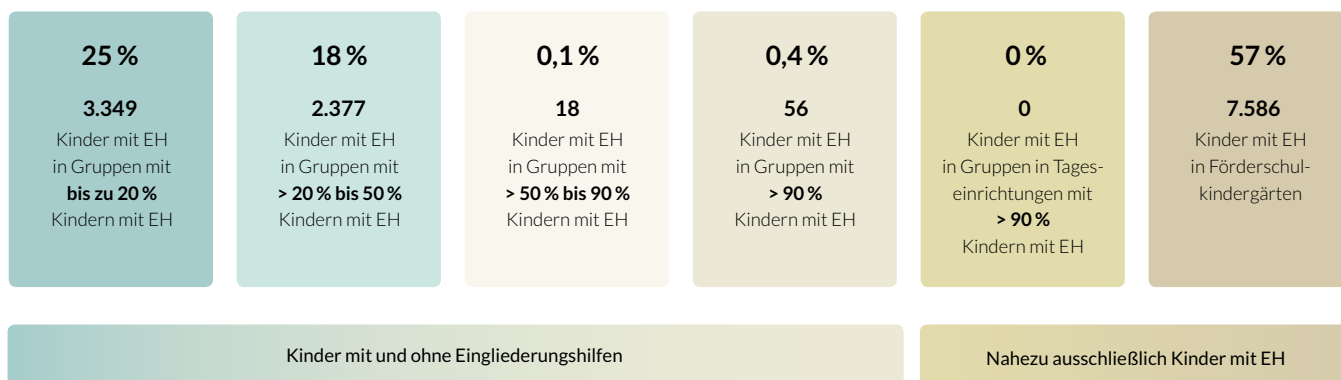 25 %
3.349
Kinder mit EH
in Gruppen mit
bis zu 20 %
Kindern mit EH
18 %
2.377
Kinder mit EH
in Gruppen mit
> 20 % bis 50 %
Kindern mit EH
0,1 %
18
Kinder mit EH
in Gruppen mit
> 50 % bis 90 %
Kindern mit EH
0,4 %
56
Kinder mit EH
in Gruppen mit
> 90 %
Kindern mit EH
0 %
0
Kinder mit EH
in Gruppen in Tages-
einrichtungen mit
> 90 %
Kindern mit EH
57 %
7.586
Kinder mit EH
in Förderschul-
kindergärten
Kinder mit und ohne Eingliederungshilfen
Nahezu ausschließlich Kinder mit EH